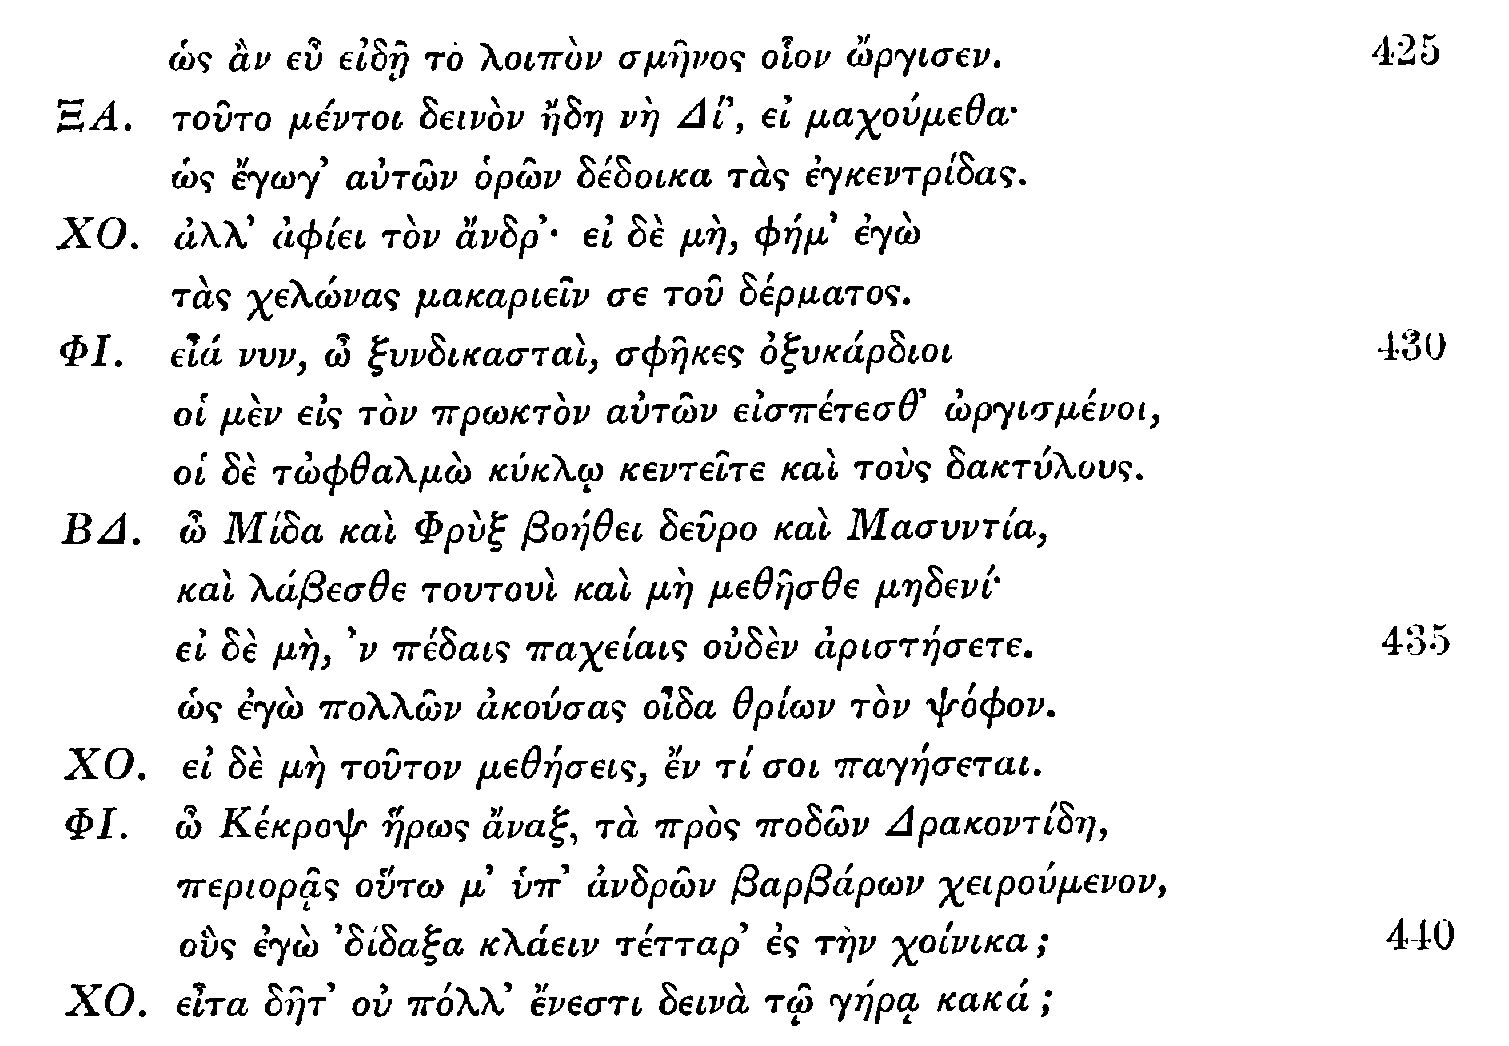 ὡς ἂν εὖ εἰδῇ τὸ λοιπὸν σμῆνος οἷον ὤργισεν. 425
ΞΑ. τοῦτο μέντοι δεινὸν ἤδη νὴ Δί', εἰ μαχούμεθα·
ὡς ἔγωγ' αὐτῶν ὁρῶν δέδοικα τὰς ἐγκεντρίδας.
ΧΟ. ἀλλ' ἀφίει τὸν ἄνδρ'· εἰ δὲ μὴ, φήμ' ἐγὼ
τὰς χελώνας μακαριεῖν σε τοῦ δέρματος.
ΦΙ. εἶά νυν, ὦ ξυνδικασταὶ, σφῆκες ὀξυκάρδιοι 430
οἱ μὲν εἰς τὸν πρωκτὸν αὐτῶν εἰσπέτεσθ' ὠργισμένοι,
οἱ δὲ τὠφθαλμὼ κύκλῳ κεντεῖτε καὶ τοὺς δακτύλους.
ΒΔ. ὦ Μίδα καὶ Φρὺξ βοήθει δεῦρο καὶ Μασυντία,
καὶ λάβεσθε τουτουὶ καὶ μὴ μεθῆσθε μηδενί·
εἰ δὲ μὴ, 'ν πέδαις παχείαις οὐδὲν ἀριστήσετε. 435
ὡς ἐγὼ πολλῶν ἀκούσας οἶδα θρίων τὸν ψόφον.
ΧΟ. εἰ δὲ μὴ τοῦτον μεθήσεις, ἔν τί σοι παγήσεται.
ΦΙ. ὦ Κέκροψ ἥρως ἄναξ, τὰ πρὸς ποδῶν Δρακοντίδη,
περιορᾷς οὕτω μ' ὑπ' ἀνδρῶν βαρβάρων χειρούμενον,
οὓς ἐγὼ 'δίδαξα κλάειν τέτταρ' ἐς τὴν χοίνικα; 440
ΧΟ. εἶτα δῆτ' οὐ πόλλ' ἔνεστι δεινὰ τῷ γήρᾳ κακά;